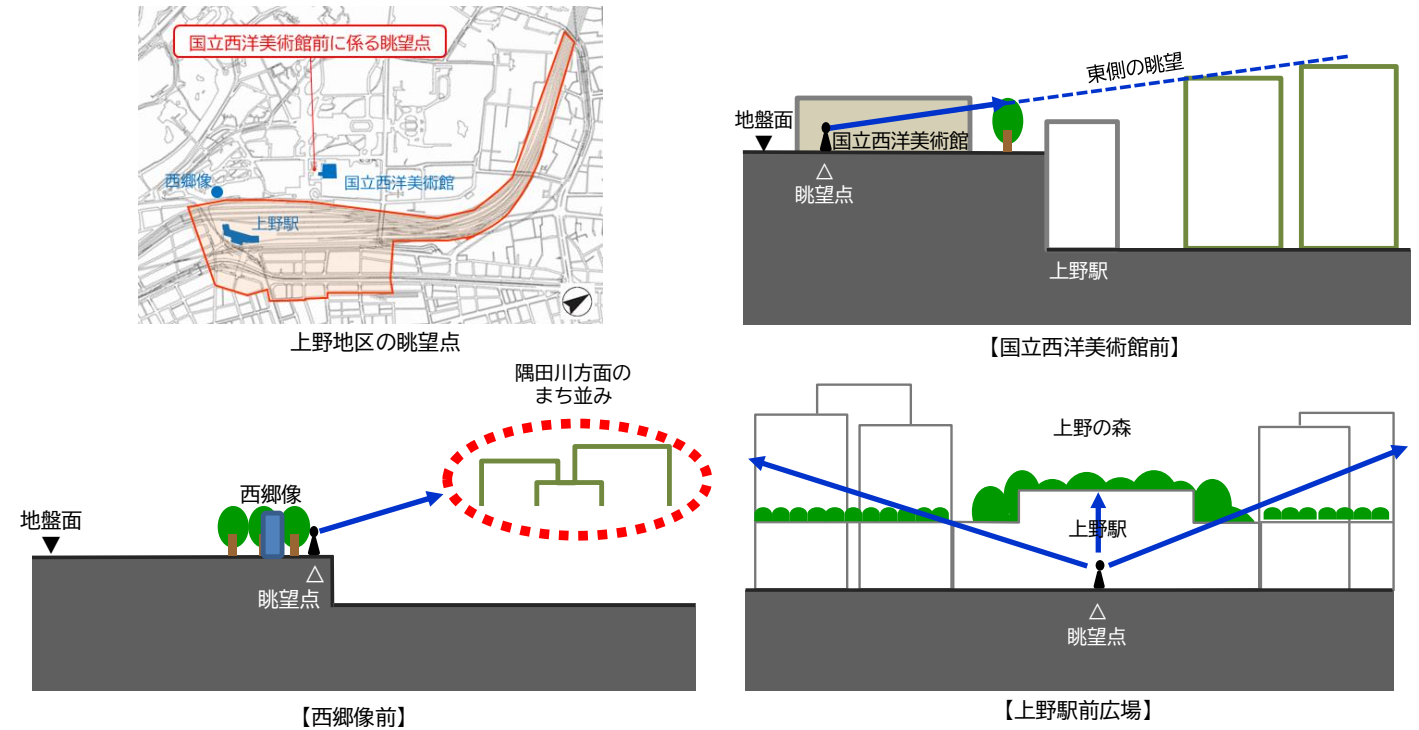 国立西洋美術館前に係る眺望点
西郷像
国立西洋美術館
上野駅
上野地区の眺望点
東側の眺望
地盤面
▼
国立西洋美術館
△
眺望点
上野駅
【国立西洋美術館前】
隅田川方面の
まち並み
西郷像
地盤面
▼
△
眺望点
【西郷像前】
上野の森
上野駅
△
眺望点
【上野駅前広場】